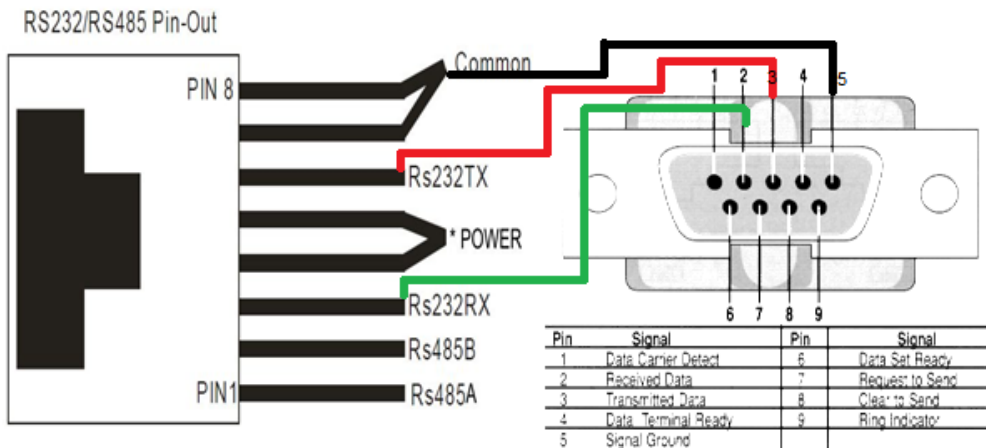 RS232/RS485 Pin-Out
PIN 8
Common
Rs232TX
* POWER
Rs232RX
Rs485B
PIN1
Rs485A
1 2 3 4 5
6 7 8 9
Pin Signal Pin Signal
1 Data Carrier Detect 6 Data Set Ready
2 Received Data 7 Request to Send
3 Transmitted Data 8 Clear to Send
4 Data Terminal Ready 9 Ring Indicator
5 Signal Ground